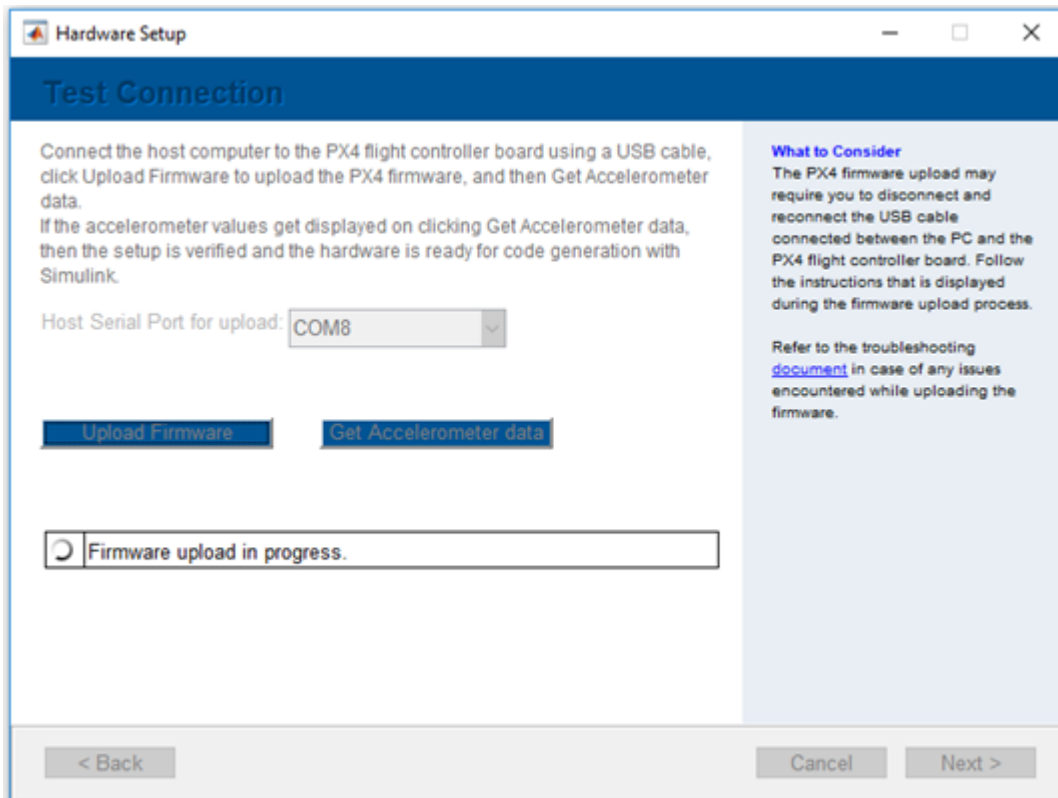 Hardware Setup
Test Connection
Connect the host computer to the PX4 flight controller board using a USB cable,
click Upload Firmware to upload the PX4 firmware, and then Get Accelerometer
data.
If the accelerometer values get displayed on clicking Get Accelerometer data,
then the setup is verified and the hardware is ready for code generation with
Simulink.
Host Serial Port for upload: COM8
Upload Firmware Get Accelerometer data
Firmware upload in progress.
What to Consider
The PX4 firmware upload may
require you to disconnect and
reconnect the USB cable
connected between the PC and the
PX4 flight controller board. Follow
the instructions that is displayed
during the firmware upload process.
Refer to the troubleshooting
document in case of any issues
encountered while uploading the
firmware.
< Back Cancel Next >